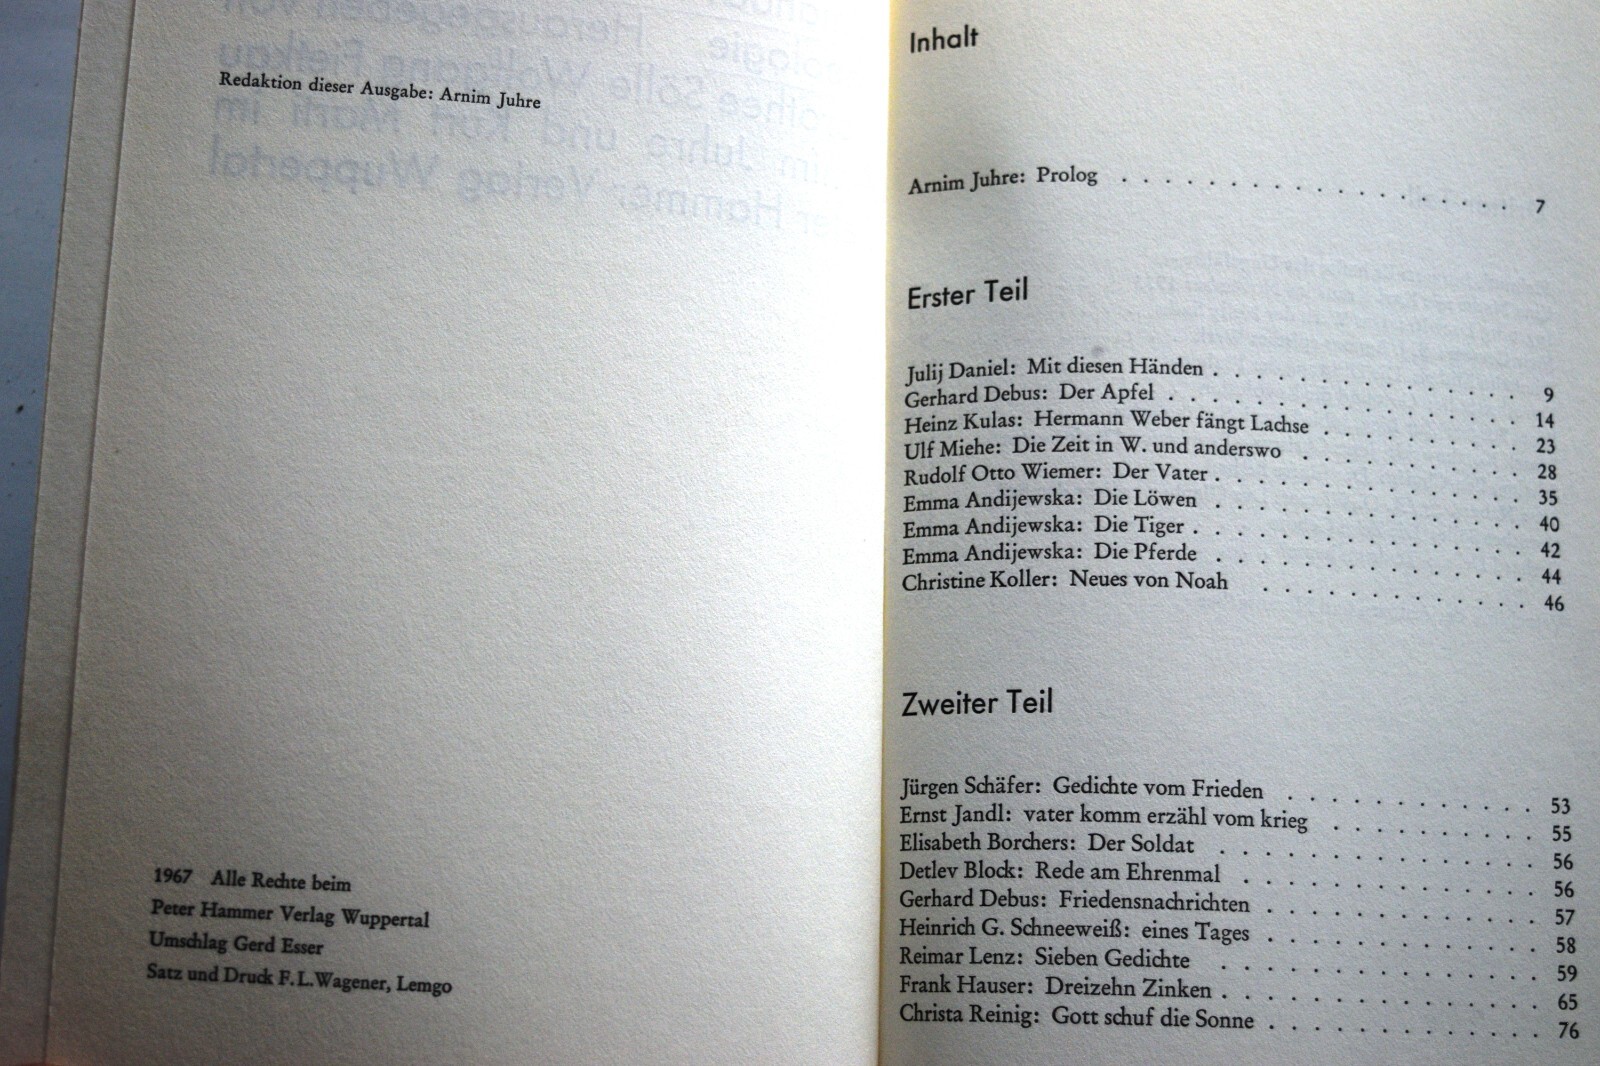 Redaktion dieser Ausgabe: Arnim Juhre
1967 Alle Rechte beim
Peter Hammer Verlag Wuppertal
Umschlag Gerd Esser
Satz und Druck F. L. Wagener, Lemgo
Inhalt
Arnim Juhre: Prolog . . . . . . . . . . . . . . . . . 7
Erster Teil
Julij Daniel: Mit diesen Händen . . . . . . . . . . . . 9
Gerhard Debus: Der Apfel . . . . . . . . . . . . . . 14
Heinz Kulas: Hermann Weber fängt Lachse . . . . . . . . 23
Ulf Miehe: Die Zeit in W. und anderswo . . . . . . . . . 28
Rudolf Otto Wiemer: Der Vater . . . . . . . . . . . . 35
Emma Andijewska: Die Löwen . . . . . . . . . . . . 40
Emma Andijewska: Die Tiger . . . . . . . . . . . . . 42
Emma Andijewska: Die Pferde . . . . . . . . . . . . 44
Christine Koller: Neues von Noah . . . . . . . . . . . 46
Zweiter Teil
Jürgen Schäfer: Gedichte vom Frieden . . . . . . . . . . 53
Ernst Jandl: vater komm erzähl vom krieg . . . . . . . . 55
Elisabeth Borchers: Der Soldat . . . . . . . . . . . . 56
Detlev Block: Rede am Ehrenmal . . . . . . . . . . . 56
Gerhard Debus: Friedensnachrichten . . . . . . . . . . 57
Heinrich G. Schneeweiß: eines Tages . . . . . . . . . . 58
Reimar Lenz: Sieben Gedichte . . . . . . . . . . . . 59
Frank Hauser: Dreizehn Zinken . . . . . . . . . . . . 65
Christa Reinig: Gott schuf die Sonne . . . . . . . . . . 76